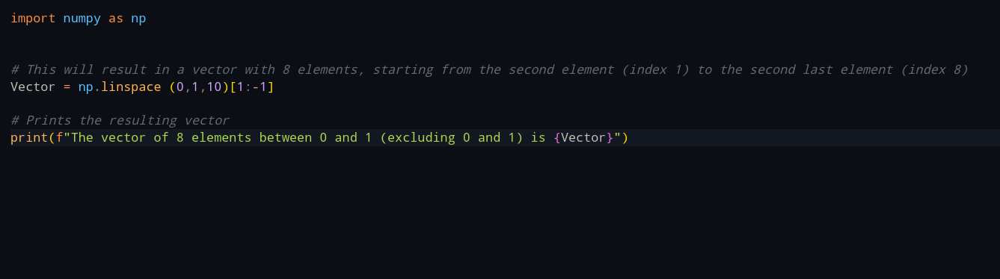 import numpy as np
# This will result in a vector with 8 elements, starting from the second element (index 1) to the second last element (index 8)
Vector = np.linspace (0,1,10)[1:-1]
# Prints the resulting vector
print(f"The vector of 8 elements between 0 and 1 (excluding 0 and 1) is {Vector}")